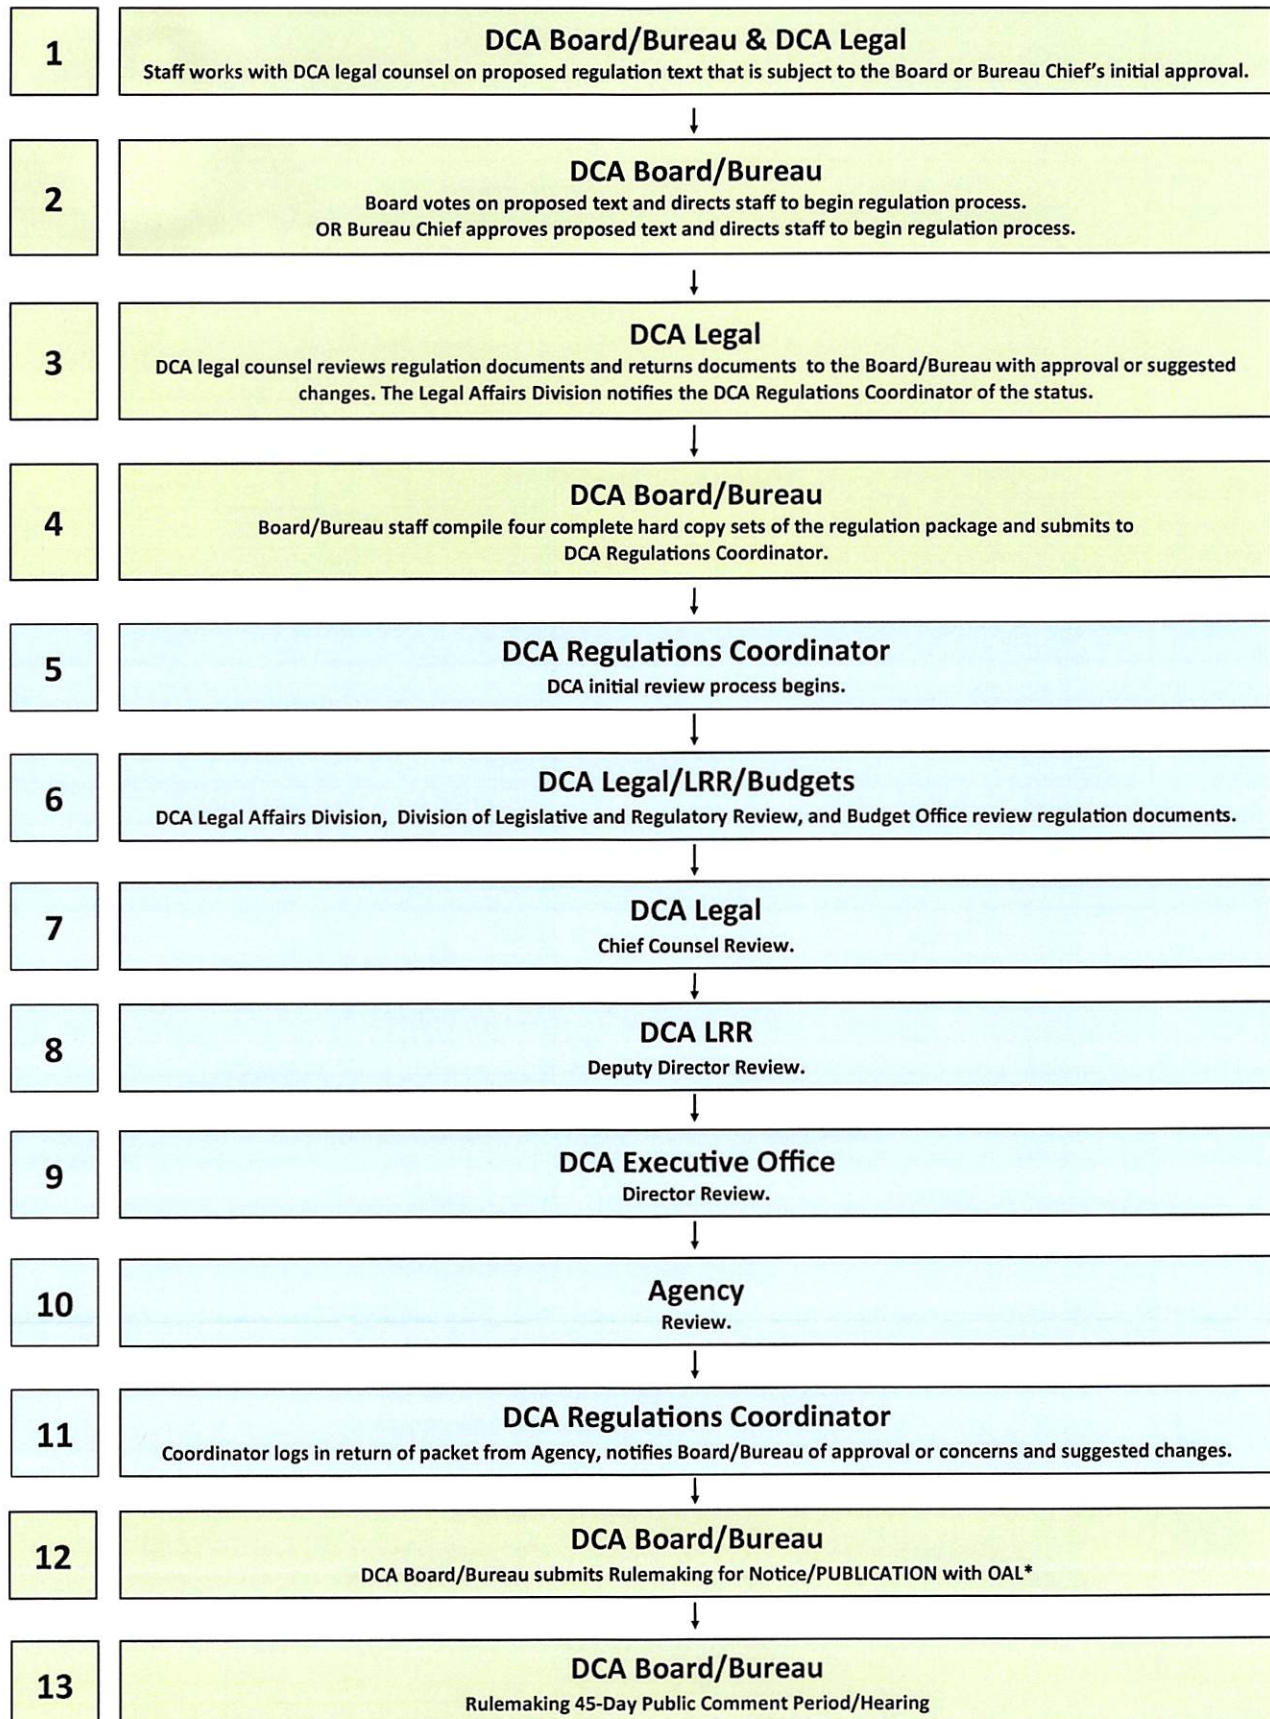 1
DCA Board/Bureau & DCA Legal
Staff works with DCA legal counsel on proposed regulation text that is subject to the Board or Bureau Chief's initial approval.
2
DCA Board/Bureau
Board votes on proposed text and directs staff to begin regulation process.
OR Bureau Chief approves proposed text and directs staff to begin regulation process.
3
DCA Legal
DCA legal counsel reviews regulation documents and returns documents to the Board/Bureau with approval or suggested
changes. The Legal Affairs Division notifies the DCA Regulations Coordinator of the status.
4
DCA Board/Bureau
Board/Bureau staff compile four complete hard copy sets of the regulation package and submits to
DCA Regulations Coordinator.
5
DCA Regulations Coordinator
DCA initial review process begins.
6
DCA Legal/LRR/Budgets
DCA Legal Affairs Division, Division of Legislative and Regulatory Review, and Budget Office review regulation documents.
7
DCA Legal
Chief Counsel Review.
8
DCA LRR
Deputy Director Review.
9
DCA Executive Office
Director Review.
10
Agency
Review.
11
DCA Regulations Coordinator
Coordinator logs in return of packet from Agency, notifies Board/Bureau of approval or concerns and suggested changes.
12
DCA Board/Bureau
DCA Board/Bureau submits Rulemaking for Notice/PUBLICATION with OAL*
13
DCA Board/Bureau
Rulemaking 45-Day Public Comment Period/Hearing